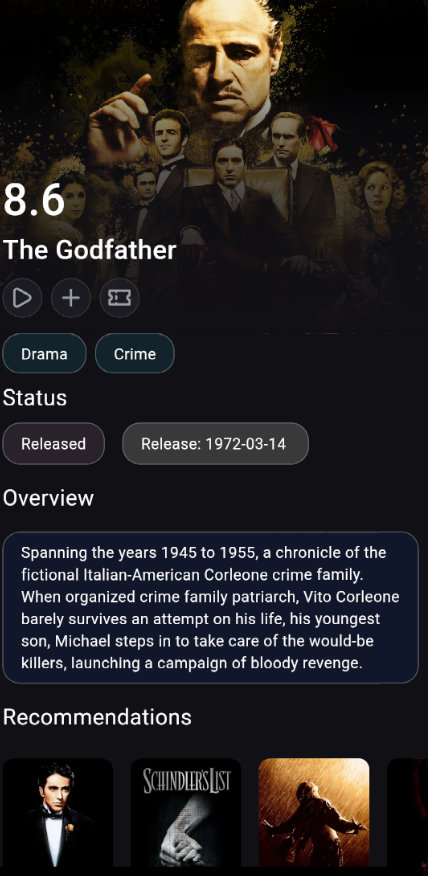 8.6
The Godfather
Drama
Crime
Status
Released
Release: 1972-03-14
Overview
Spanning the years 1945 to 1955, a chronicle of the
fictional Italian-American Corleone crime family.
When organized crime family patriarch, Vito Corleone
barely survives an attempt on his life, his youngest
son, Michael steps in to take care of the would-be
killers, launching a campaign of bloody revenge.
Recommendations
SCHINDLER'S LIST